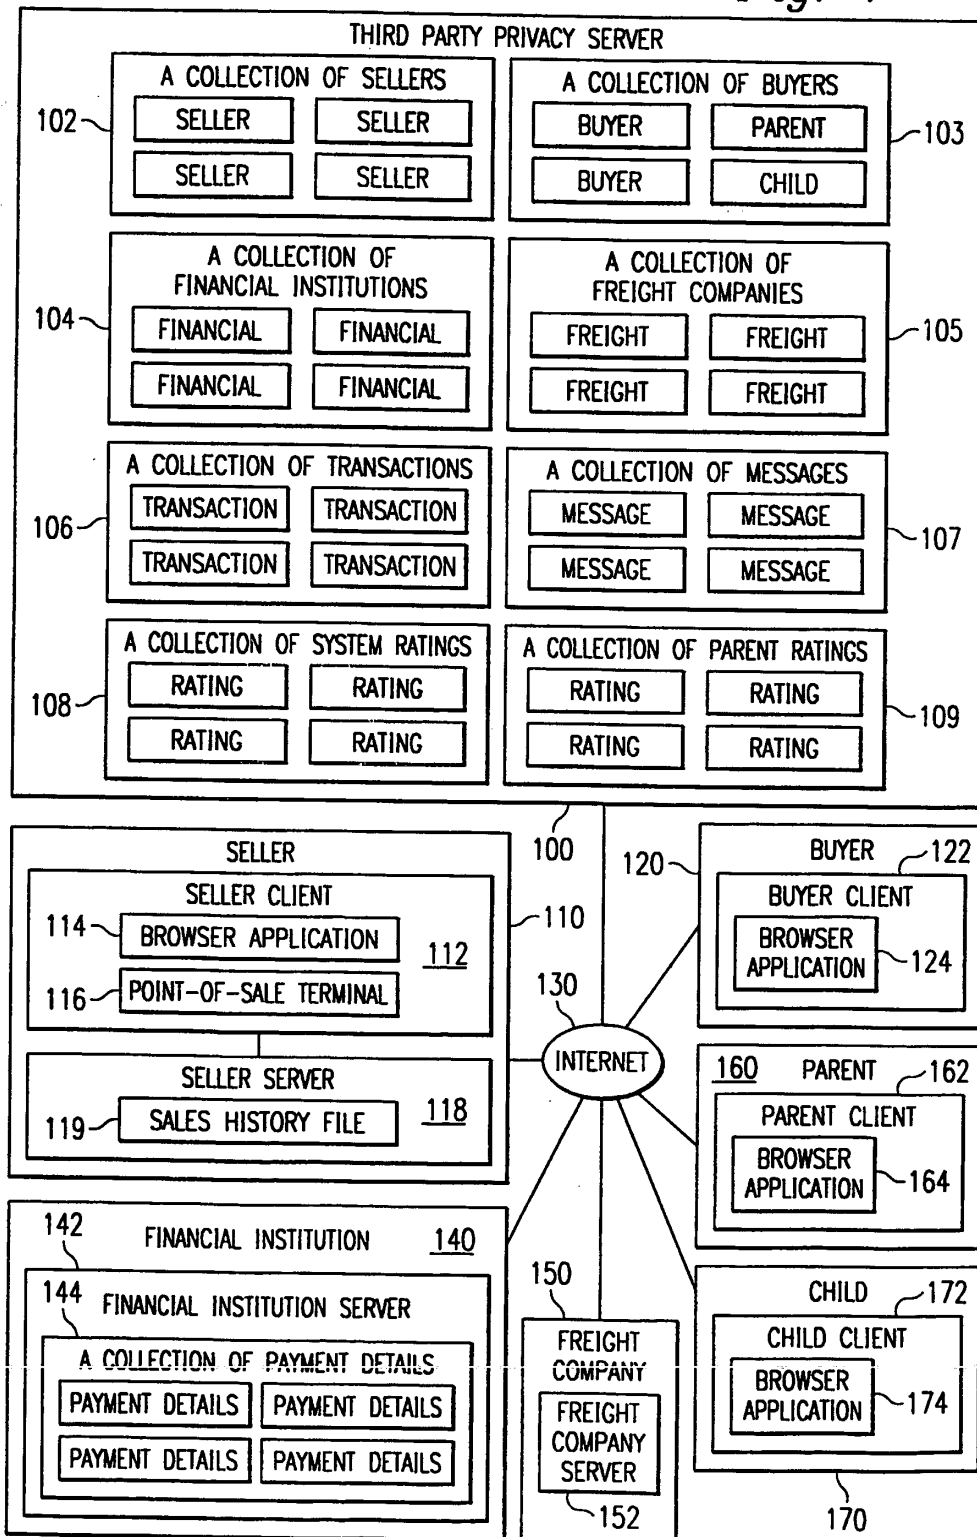 THIRD PARTY PRIVACY SERVER
A COLLECTION OF SELLERS
SELLER SELLER
SELLER SELLER
102
A COLLECTION OF BUYERS
BUYER PARENT
BUYER CHILD
103
A COLLECTION OF
FINANCIAL INSTITUTIONS
FINANCIAL FINANCIAL
FINANCIAL FINANCIAL
104
A COLLECTION OF
FREIGHT COMPANIES
FREIGHT FREIGHT
FREIGHT FREIGHT
105
A COLLECTION OF TRANSACTIONS
TRANSACTION TRANSACTION
TRANSACTION TRANSACTION
106
A COLLECTION OF MESSAGES
MESSAGE MESSAGE
MESSAGE MESSAGE
107
A COLLECTION OF SYSTEM RATINGS
RATING RATING
RATING RATING
108
A COLLECTION OF PARENT RATINGS
RATING RATING
RATING RATING
109
100
SELLER
SELLER CLIENT
114 BROWSER APPLICATION
112
116 POINT-OF-SALE TERMINAL
110
SELLER SERVER
119 SALES HISTORY FILE
118
130
INTERNET
120
BUYER
122
BUYER CLIENT
BROWSER
APPLICATION
124
160 PARENT 162
PARENT CLIENT
BROWSER
APPLICATION
164
142
FINANCIAL INSTITUTION 140
144
FINANCIAL INSTITUTION SERVER
A COLLECTION OF PAYMENT DETAILS
PAYMENT DETAILS PAYMENT DETAILS
PAYMENT DETAILS PAYMENT DETAILS
150
FREIGHT
COMPANY
FREIGHT
COMPANY
SERVER
152
CHILD
172
CHILD CLIENT
BROWSER
APPLICATION
174
170